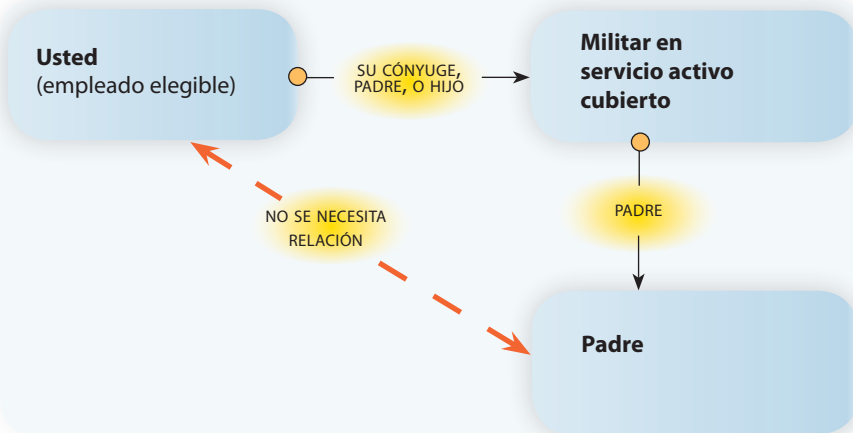 Usted
(empleado elegible)
SU CÓNYUGE,
PADRE, O HIJO
Militar en
servicio activo
cubierto
NO SE NECESITA
RELACIÓN
PADRE
Padre